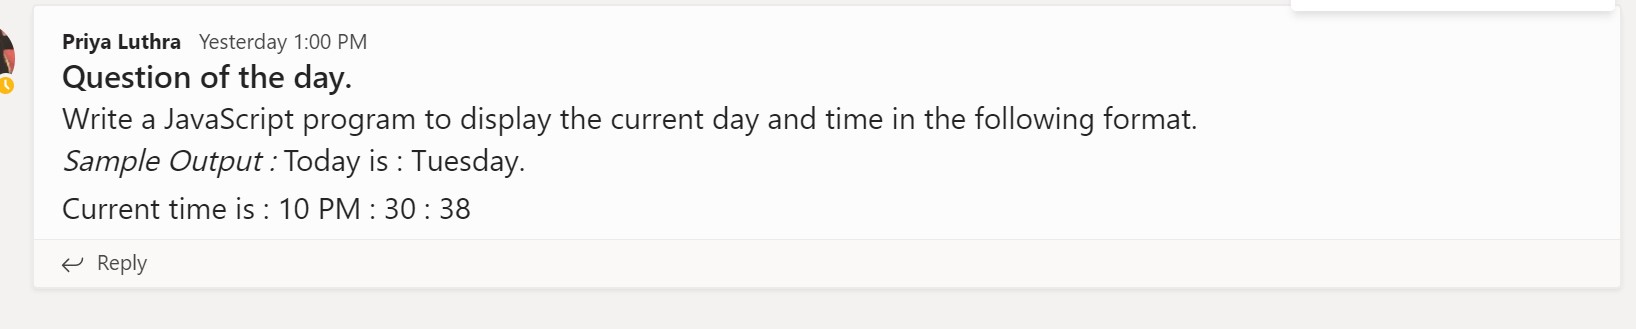 Priya Luthra Yesterday 1:00 PM
Question of the day.
Write a JavaScript program to display the current day and time in the following format.
Sample Output : Today is : Tuesday.
Current time is : 10 PM : 30 : 38
Reply